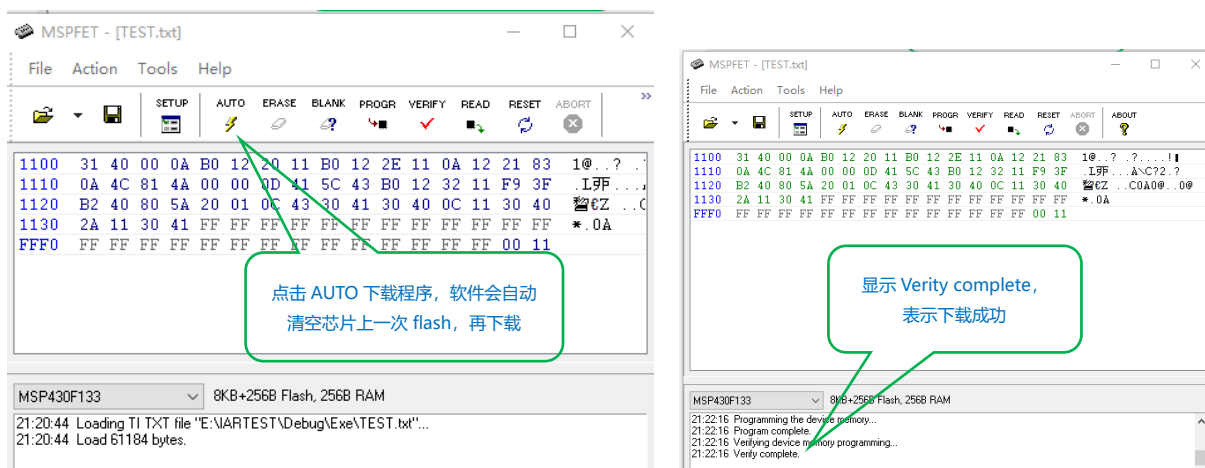 MSPFET - [TEST.txt]
File Action Tools Help
SETUP AUTO ERASE BLANK PROGR VERIFY READ RESET ABORT
1100 31 40 00 0A B0 12 20 11 B0 12 2E 11 0A 12 21 83 1@..? .
1110 0A 4C 81 4A 00 00 0D 41 5C 43 B0 12 32 11 F9 3F .L
1120 B2 40 80 5A 20 01 0C 43 30 41 30 40 0C 11 30 40 €Z ..C
1130 2A 11 30 41 FF FF FF FF FF FF FF FF FF FF FF FF *.0A
FFF0 FF FF FF FF FF FF FF FF FF FF FF FF FF FF 00 11
点击 AUTO 下载程序，软件会自动
清空芯片上一次 flash，再下载
MSP430F133 8KB+256B Flash, 256B RAM
21:20:44 Loading TI TXT file "E:\IARTEST\Debug\Exe\TEST.txt"...
21:20:44 Load 61184 bytes.
MSPFET - [TEST.txt]
File Action Tools Help
SETUP AUTO ERASE BLANK PROGR VERIFY READ RESET ABORT ABOUT
1100 31 40 00 0A B0 12 20 11 B0 12 2E 11 0A 12 21 83 1@..? .?....!
1110 0A 4C 81 4A 00 00 0D 41 5C 43 B0 12 32 11 F9 3F ...A\C?2.?
1120 B2 40 80 5A 20 01 0C 43 30 41 30 40 0C 11 30 40 €Z ..C0A0@..0@
1130 2A 11 30 41 FF FF FF FF FF FF FF FF FF FF FF FF *.0A
FFF0 FF FF FF FF FF FF FF FF FF FF FF FF FF FF 00 11
显示 Verity complete，
表示下载成功
MSP430F133 8KB+256B Flash, 256B RAM
21:22:16 Programming the device memory...
21:22:16 Program complete.
21:22:16 Verifying device memory programming...
21:22:16 Verify complete.